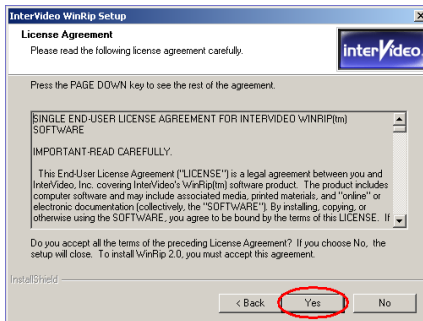 InterVideo WinRip Setup
License Agreement
Please read the following license agreement carefully.
interVideo
Press the PAGE DOWN key to see the rest of the agreement.
SINGLE END-USER LICENSE AGREEMENT FOR INTERVIDEO WINRIP(tm)
SOFTWARE
IMPORTANT-READ CAREFULLY.
This End-User License Agreement ("LICENSE") is a legal agreement between you and
InterVideo, Inc. covering InterVideo's WinRip(tm) software product. The product includes
computer software and may include associated media, printed materials, and "online" or
electronic documentation (collectively, the "SOFTWARE"). By installing, copying, or
otherwise using the SOFTWARE, you agree to be bound by the terms of this LICENSE. If
Do you accept all the terms of the preceding License Agreement? If you choose No, the
setup will close. To install WinRip 2.0, you must accept this agreement.
InstallShield
< Back
Yes
No